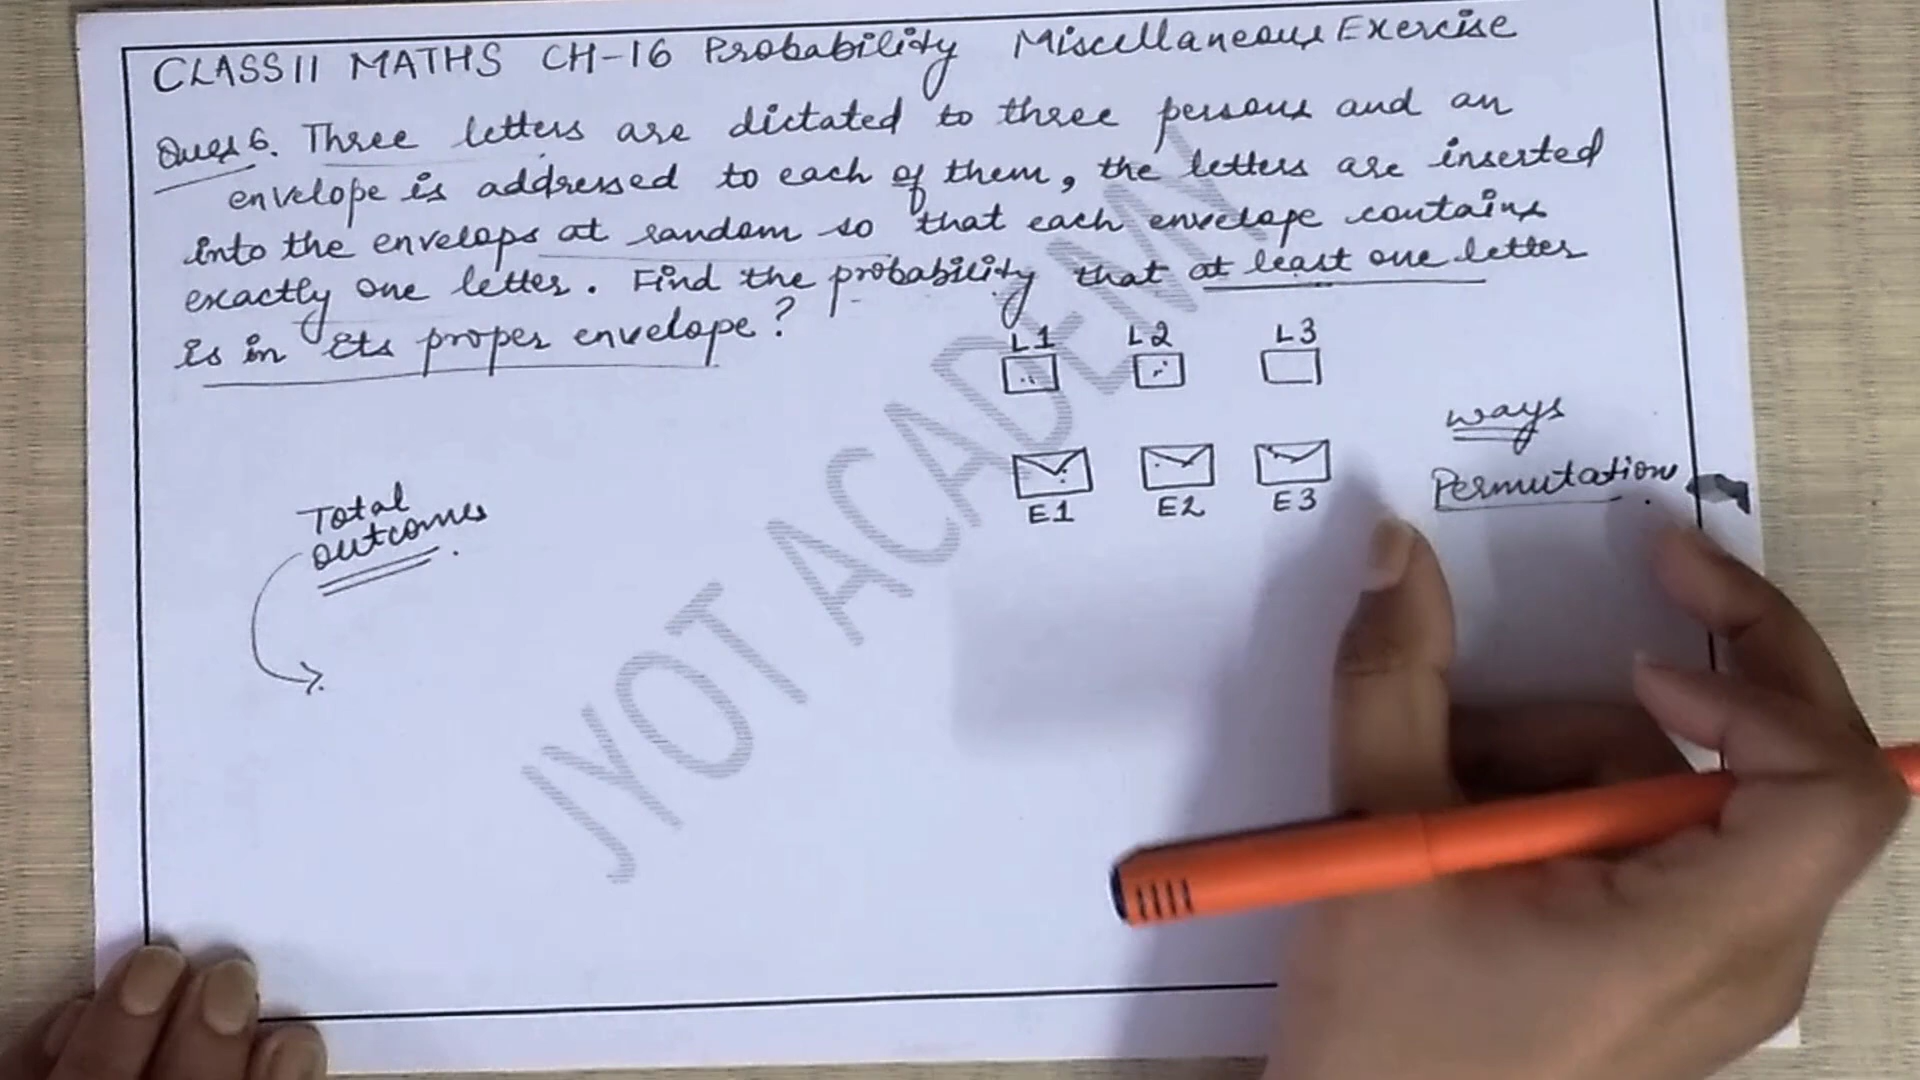 CLASS 11 MATHS CH-16 Probability Miscellaneous Exercise
Ques 6. Three letters are dictated to three persons and an
envelope is addressed to each of them, the letters are inserted
into the envelops at random so that each envelope contains
exactly one letter. Find the probability that at least one letter
is in its proper envelope?
L1 L2 L3
E1 E2 E3
ways
Permutation
Total
outcomes
JYOT ACADEMY